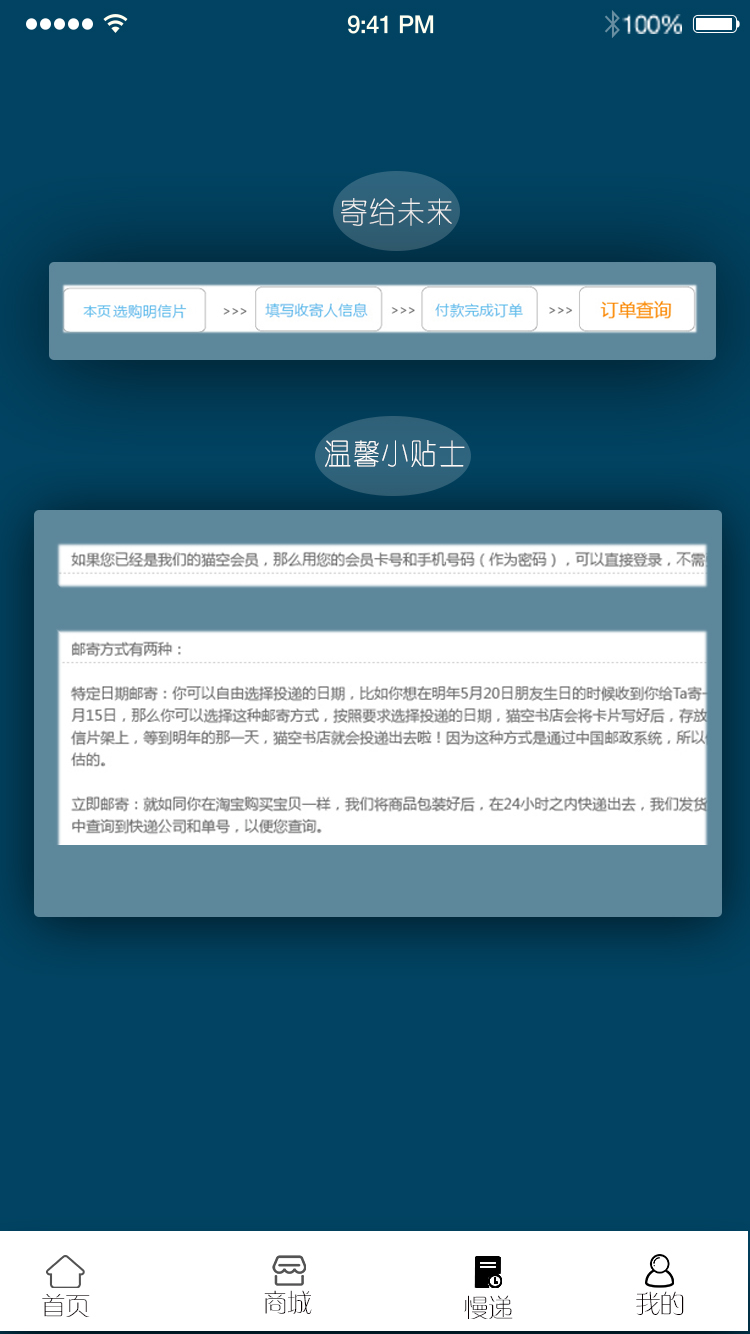 9:41 PM
100%
寄给未来
本页选购明信片 >>> 填写收寄人信息 >>> 付款完成订单 >>> 订单查询
温馨小贴士
如果您已经是我们的猫空会员，那么用您的会员卡号和手机号码（作为密码），可以直接登录，不需
邮寄方式有两种：
特定日期邮寄：你可以自由选择投递的日期，比如你想在明年5月20日朋友生日的时候收到你给Ta寄
月15日，那么你可以选择这种邮寄方式，按照要求选择投递的日期，猫空书店会将卡片写好后，存放
信片架上，等到明年的那一天，猫空书店就会投递出去啦！因为这种方式是通过中国邮政系统，所以
估的。
立即邮寄：就如同你在淘宝购买宝贝一样，我们将商品包装好后，在24小时之内快递出去，我们发货
中查询到快递公司和单号，以便您查询。
首页
商城
慢递
我的